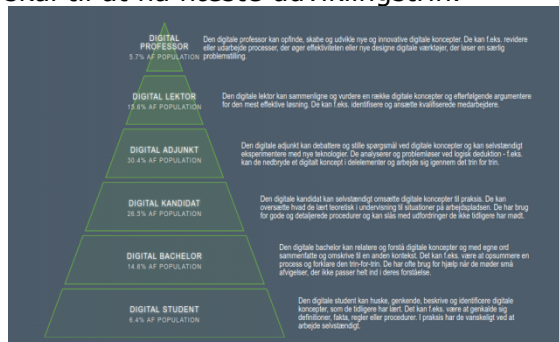 skal til at nå næste udviklingstrin.
DIGITAL
PROFESSOR
5.7% AF POPULATION
Den digitale professor kan opfinde, skabe og udvikle nye og innovative digitale koncepter. De kan f.eks. revidere
eller udarbejde processer, der øger effektiviteten eller nye designe digitale værktøjer, der løser en særlig
problemstilling.
DIGITAL LEKTOR
15.8% AF POPULATION
Den digitale lektor kan sammenligne og vurdere en række digitale koncepter og efterfølgende argumentere
for den mest effektive løsning. De kan f.eks. identificere og ansætte kvalificerede medarbejdere.
DIGITAL ADJUNKT
30.4% AF POPULATION
Den digitale adjunkt kan debattere og stille spørgsmål ved digitale koncepter og kan selvstændigt
eksperimentere med nye teknologier. De analyserer og problemløser ved logisk deduktion - f.eks.
kan de nedbryde et digitalt koncept i delelementer og arbejde sig igennem det trin for trin.
DIGITAL KANDIDAT
26.5% AF POPULATION
Den digitale kandidat kan selvstændigt omsætte digitale koncepter til praksis. De kan
oversætte hvad de lært teoretisk i undervisning til situationer på arbejdspladsen. De har brug
for gode og detaljerede procedurer og kan slås med udfordringer de ikke tidligere har mødt.
DIGITAL BACHELOR
14.8% AF POPULATION
Den digitale bachelor kan relatere og forstå digitale koncepter og med egne ord
sammenfatte og omskrive til en anden kontekst. Det kan f.eks. være at opsummere en
process og forklare den trin-for-trin. De har ofte brug for hjælp når de møder små
afvigelser, der ikke passer helt ind i deres forståelse.
DIGITAL STUDENT
6.4% AF POPULATION
Den digitale student kan huske, genkende, beskrive og identificere digitale
koncepter, som de tidligere har lært. Det kan f.eks. være at genkalde sig
definitioner, fakta, regler eller procedurer. I praksis har de vanskeligt ved at
arbejde selvstændigt.